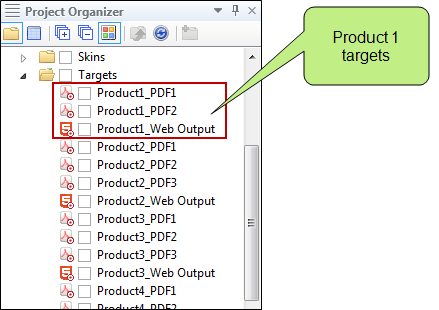 Project Organizer
Skins
Targets
Product1_PDF1
Product1_PDF2
Product1_Web Output
Product2_PDF1
Product2_PDF2
Product2_PDF3
Product2_Web Output
Product3_PDF1
Product3_PDF2
Product3_PDF3
Product3_Web Output
Product4_PDF1
Product4_PDF2
Product 1
targets